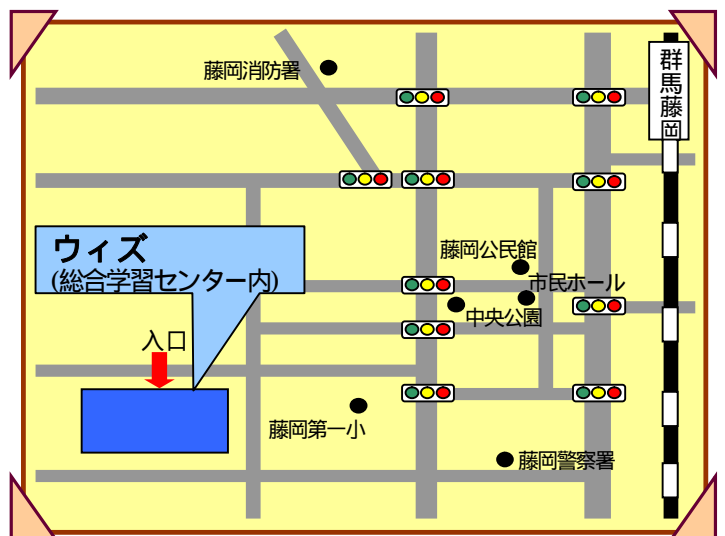 群馬藤岡
藤岡消防署
ウィズ
(総合学習センター内)
藤岡公民館
市民ホール
中央公園
入口
藤岡第一小
藤岡警察署